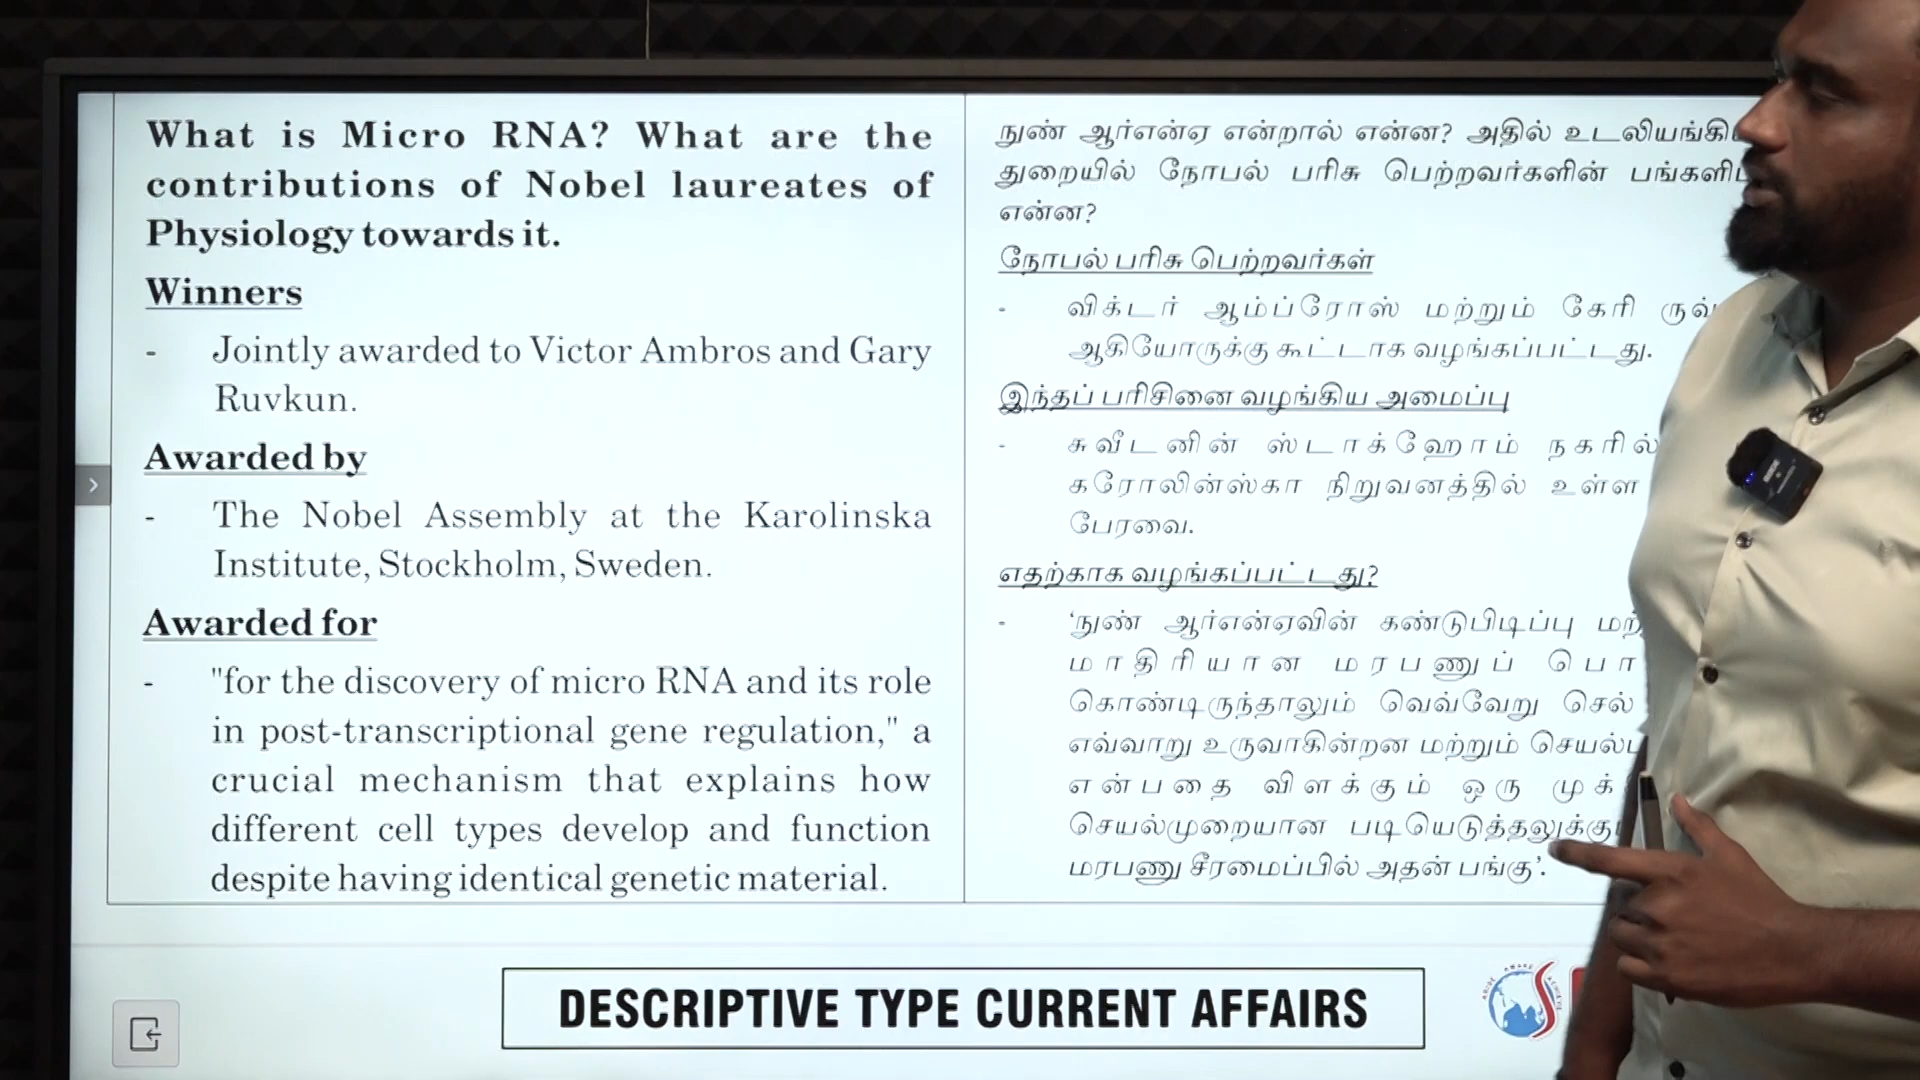 What is Micro RNA? What are the
contributions of Nobel laureates of
Physiology towards it.
Winners
- Jointly awarded to Victor Ambros and Gary
Ruvkun.
Awarded by
- The Nobel Assembly at the Karolinska
Institute, Stockholm, Sweden.
Awarded for
- "for the discovery of micro RNA and its role
in post-transcriptional gene regulation," a
crucial mechanism that explains how
different cell types develop and function
despite having identical genetic material.
நுண் ஆர்என்ஏ என்றால் என்ன? அதில்
துறையில் நோபல் பரிசு பெற்றவர்களின்
என்ன?
நோபல் பரிசு பெற்றவர்கள்
- விக்டர் ஆம்ப்ரோஸ் மற்றும் கேரி
ஆகியோருக்கு கூட்டாக வழங்கப்பட்டது.
இந்தப் பரிசினை வழங்கிய அமைப்பு
- சுவீடனின் ஸ்டாக்ஹோம் நகரில்
கரோலின்ஸ்கா நிறுவனத்தில் உள்ள
பேரவை.
எதற்காக வழங்கப்பட்டது?
- 'நுண் ஆர்என்ஏவின் கண்டுபிடிப்பு
மாதிரியான மரபணுப்
கொண்டிருந்தாலும் வெவ்வேறு
எவ்வாறு உருவாகின்றன மற்றும்
என்பதை விளக்கும் ஒரு
செயல்முறையான
மரபணு சீரமைப்பில் அதன் பங்கு'.
DESCRIPTIVE TYPE CURRENT AFFAIRS